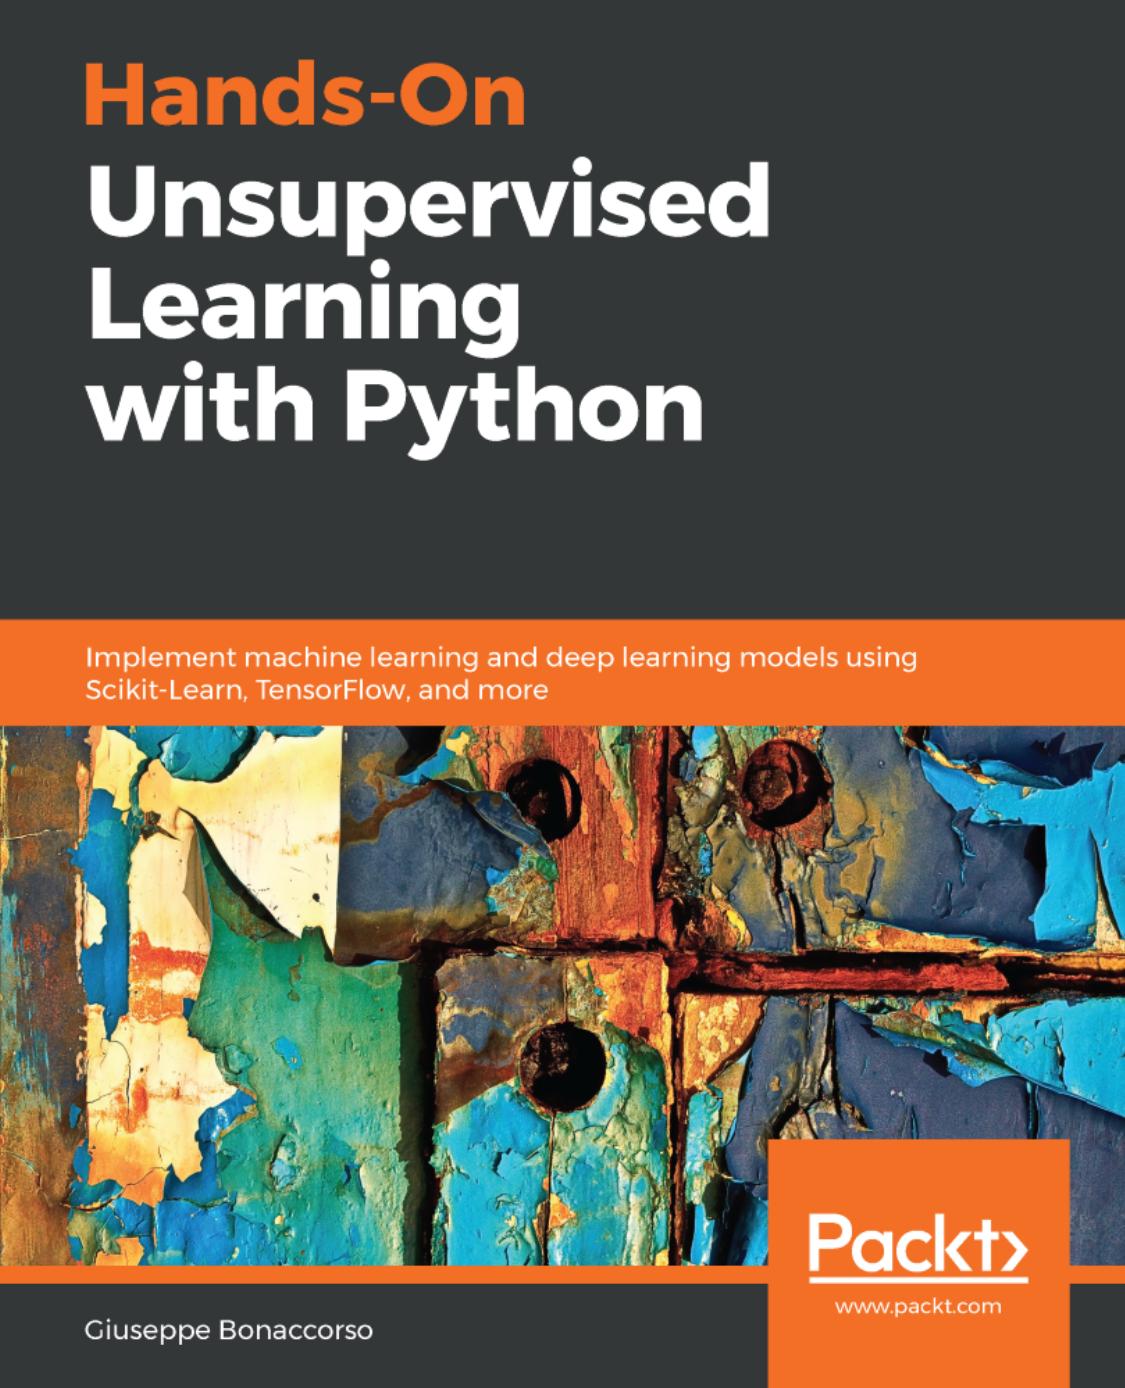 Hands-On
Unsupervised
Learning
with Python
Implement machine learning and deep learning models using
Scikit-Learn, TensorFlow, and more
Packt>
www.packt.com
Giuseppe Bonaccorso